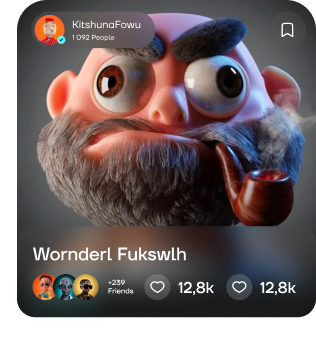 KitshunaFowu
1 092 People
Wornderl Fukswlh
+239
Friends
12,8k
12,8k